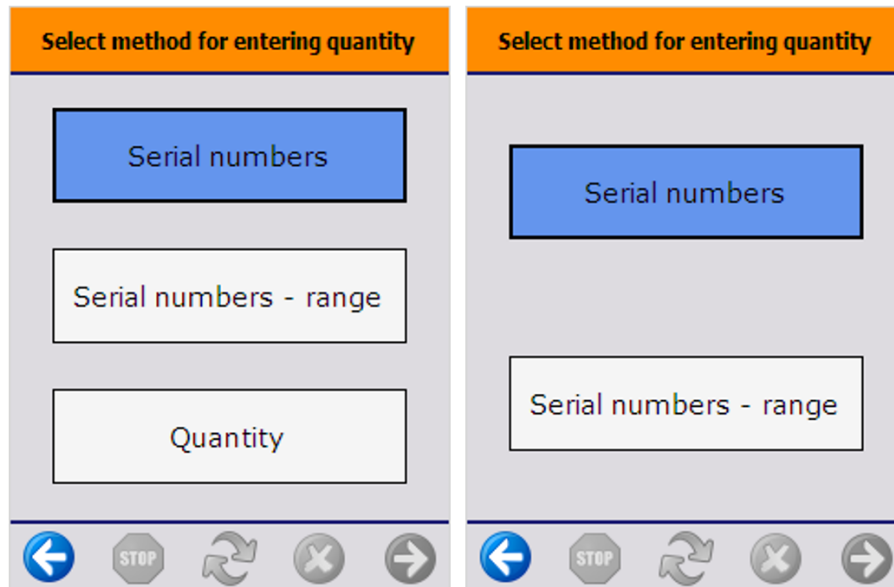 Select method for entering quantity
Serial numbers
Serial numbers - range
Quantity
STOP
Select method for entering quantity
Serial numbers
Serial numbers - range
STOP